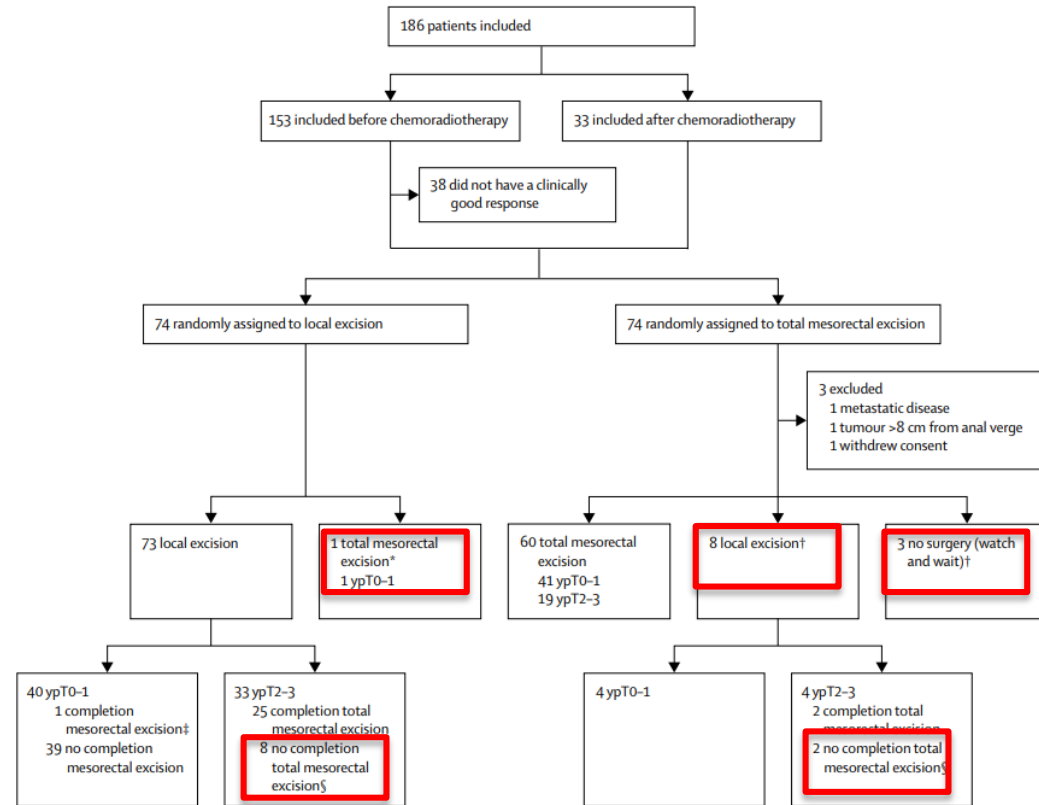 186 patients included
153 included before chemoradiotherapy
33 included after chemoradiotherapy
38 did not have a clinically
good response
74 randomly assigned to local excision
74 randomly assigned to total mesorectal excision
3 excluded
1 metastatic disease
1 tumour >8 cm from anal verge
1 withdrew consent
73 local excision
1 total mesorectal
excision*
1 ypT0–1
60 total mesorectal
excision
41 ypT0–1
19 ypT2–3
8 local excision†
3 no surgery (watch
and wait)†
40 ypT0–1
1 completion
mesorectal excision‡
39 no completion
mesorectal excision
33 ypT2–3
25 completion total
mesorectal excision
8 no completion
total mesorectal
excision§
4 ypT0–1
4 ypT2–3
2 completion total
mesorectal excision
2 no completion total
mesorectal excision§